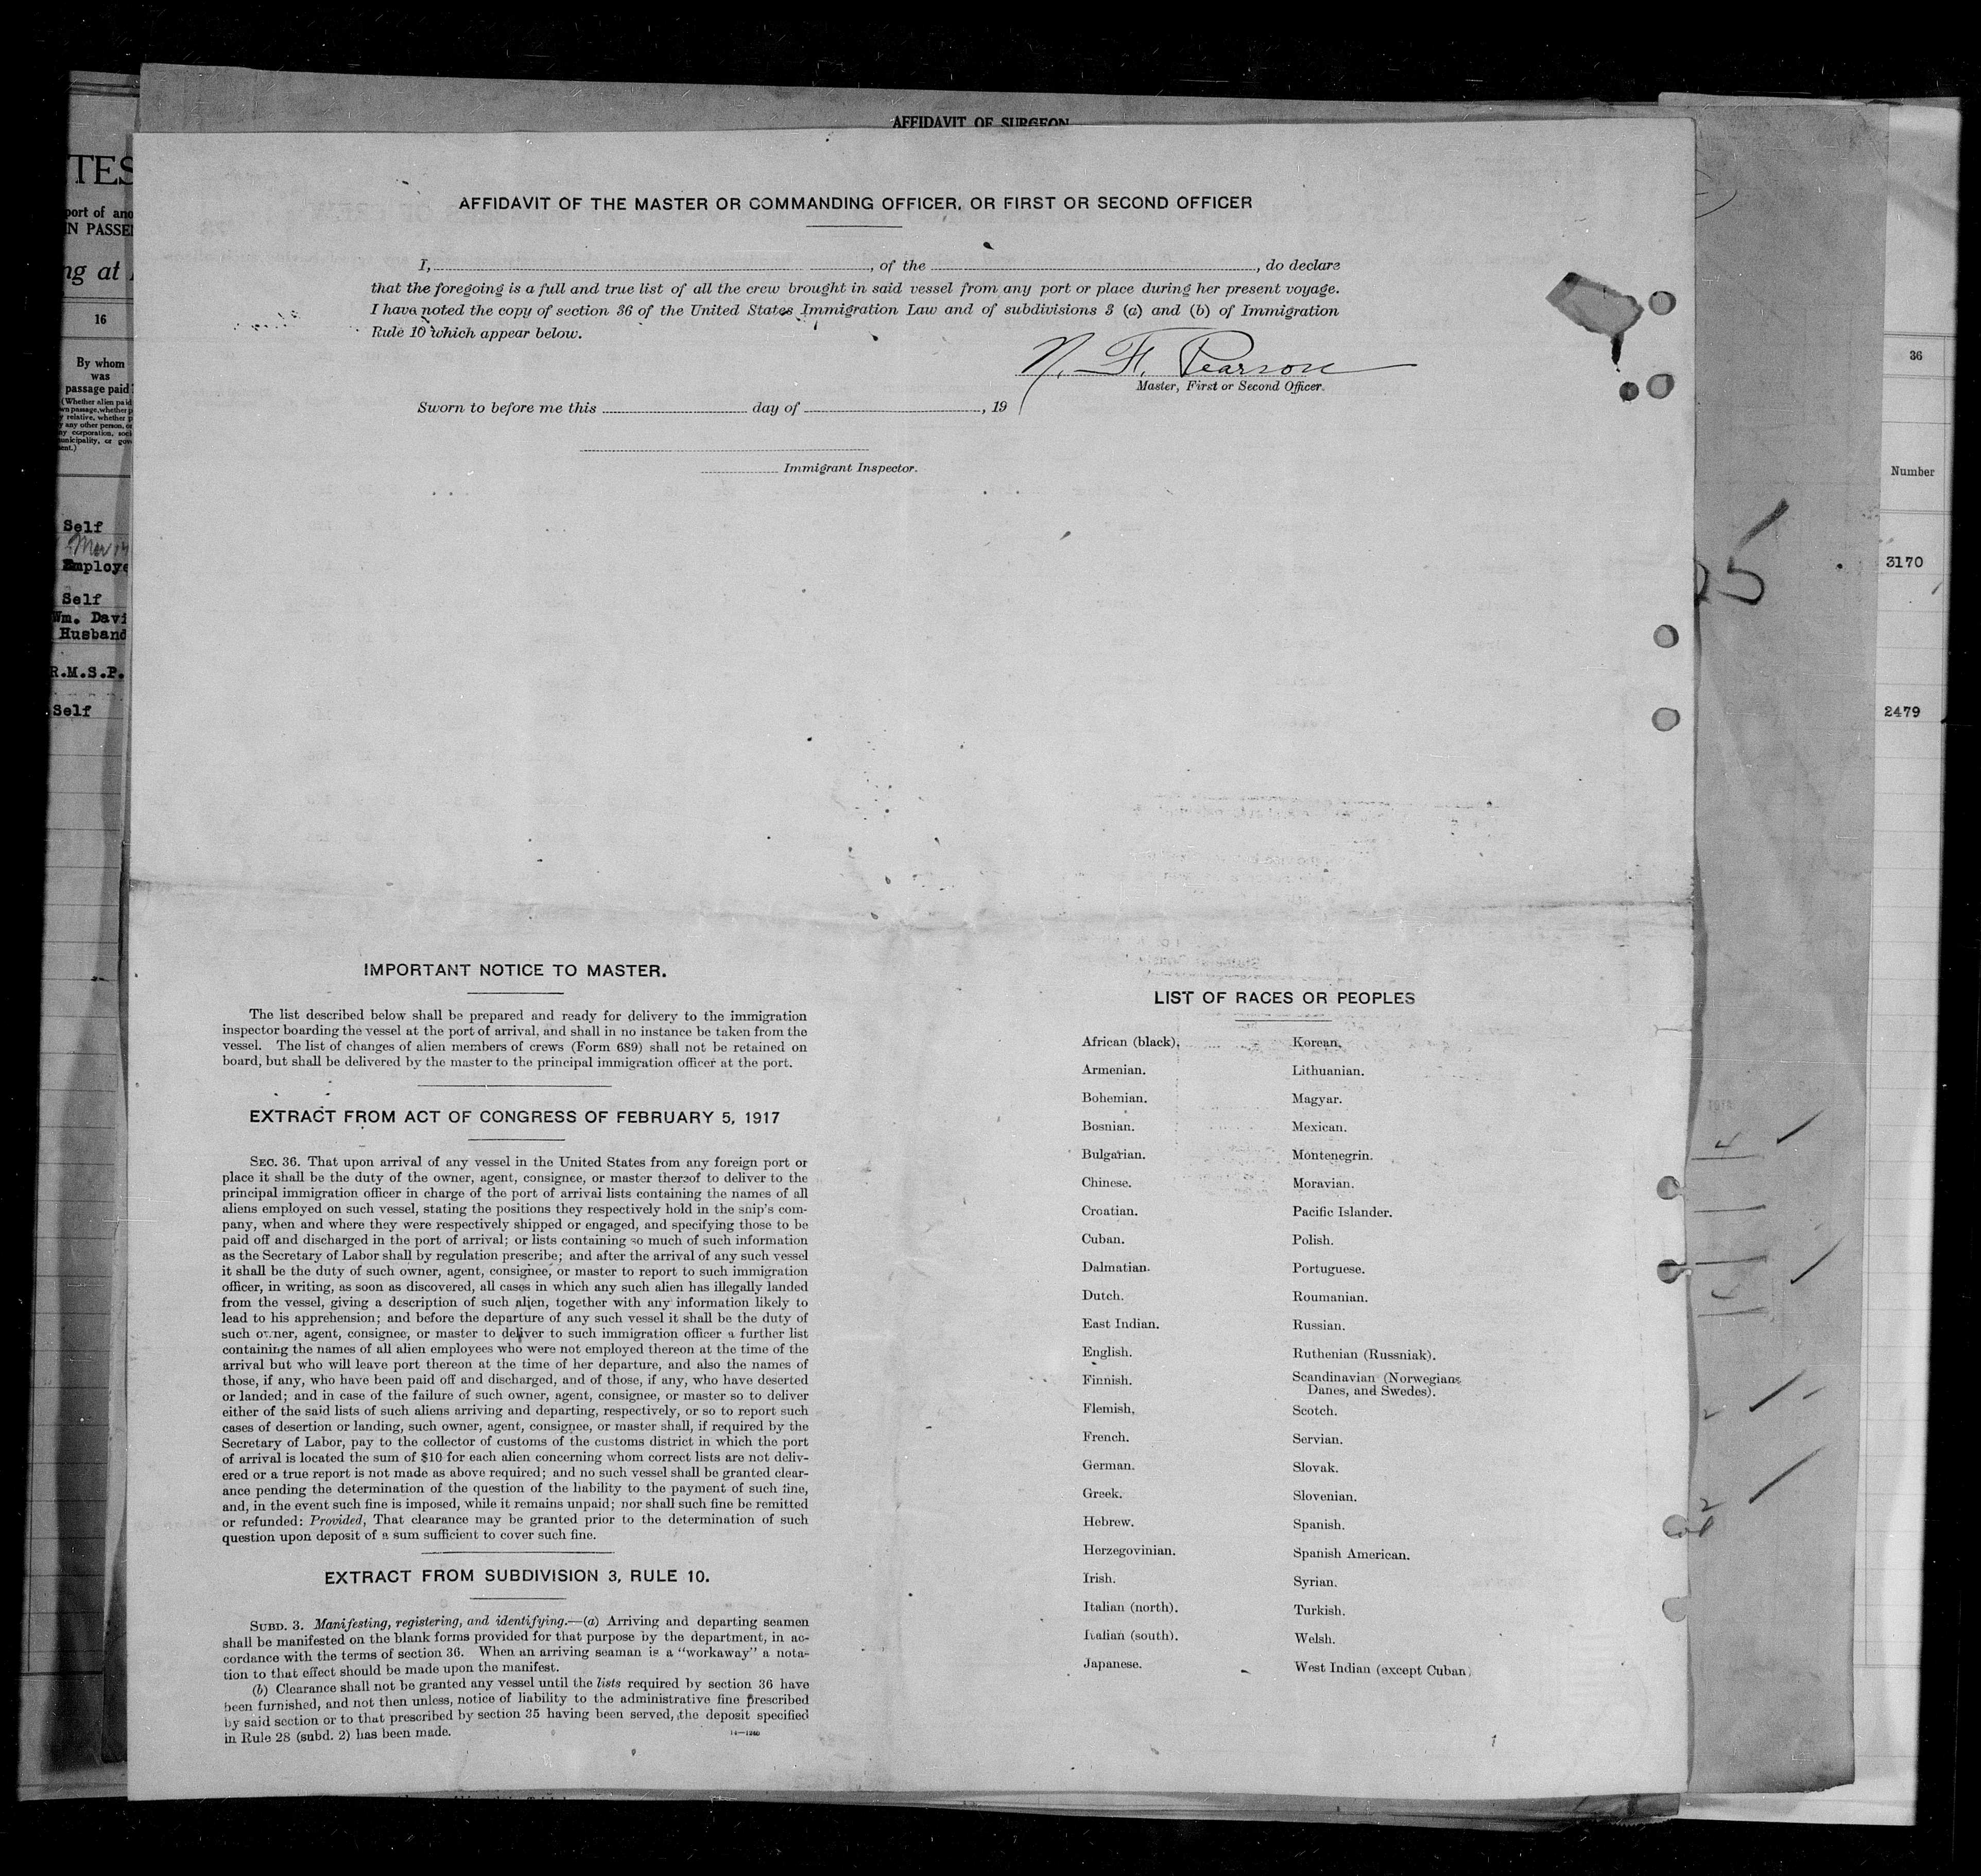 AFFIDAVIT OF SURGEON
AFFIDAVIT OF THE MASTER OR COMMANDING OFFICER, OR FIRST OR SECOND OFFICER
I, , of the , do declare
that the foregoing is a full and true list of all the crew brought in said vessel from any port or place during her present voyage.
I have noted the copy of section 36 of the United States Immigration Law and of subdivisions 3 (a) and (b) of Immigration
Rule 10 which appear below.
N. F. Pearson
Master, First or Second Officer.
Sworn to before me this day of , 19
Immigrant Inspector.
IMPORTANT NOTICE TO MASTER.
The list described below shall be prepared and ready for delivery to the immigration
inspector boarding the vessel at the port of arrival, and shall in no instance be taken from the
vessel. The list of changes of alien members of crews (Form 689) shall not be retained on
board, but shall be delivered by the master to the principal immigration officer at the port.
EXTRACT FROM ACT OF CONGRESS OF FEBRUARY 5, 1917
SEC. 36. That upon arrival of any vessel in the United States from any foreign port or
place it shall be the duty of the owner, agent, consignee, or master thereof to deliver to the
principal immigration officer in charge of the port of arrival lists containing the names of all
aliens employed on such vessel, stating the positions they respectively hold in the ship's com-
pany, when and where they were respectively shipped or engaged, and specifying those to be
paid off and discharged in the port of arrival; or lists containing so much of such information
as the Secretary of Labor shall by regulation prescribe; and after the arrival of any such vessel
it shall be the duty of such owner, agent, consignee, or master to report to such immigration
officer, in writing, as soon as discovered, all cases in which any such alien has illegally landed
from the vessel, giving a description of such alien, together with any information likely to
lead to his apprehension; and before the departure of any such vessel it shall be the duty of
such owner, agent, consignee, or master to deliver to such immigration officer a further list
containing the names of all alien employees who were not employed thereon at the time of the
arrival but who will leave port thereon at the time of her departure, and also the names of
those, if any, who have been paid off and discharged, and of those, if any, who have deserted
or landed; and in case of the failure of such owner, agent, consignee, or master so to deliver
either of the said lists of such aliens arriving and departing, respectively, or so to report such
cases of desertion or landing, such owner, agent, consignee, or master shall, if required by the
Secretary of Labor, pay to the collector of customs of the customs district in which the port
of arrival is located the sum of $10 for each alien concerning whom correct lists are not deliv-
ered or a true report is not made as above required; and no such vessel shall be granted clear-
ance pending the determination of the question of the liability to the payment of such fine,
and, in the event such fine is imposed, while it remains unpaid; nor shall such fine be remitted
or refunded: Provided, That clearance may be granted prior to the determination of such
question upon deposit of a sum sufficient to cover such fine.
EXTRACT FROM SUBDIVISION 3, RULE 10.
SUBD. 3. Manifesting, registering, and identifying.—(a) Arriving and departing seamen
shall be manifested on the blank forms provided for that purpose by the department, in ac-
cordance with the terms of section 36. When an arriving seaman is a "workaway" a nota-
tion to that effect should be made upon the manifest.
(b) Clearance shall not be granted any vessel until the lists required by section 36 have
been furnished, and not then unless, notice of liability to the administrative fine prescribed
by said section or to that prescribed by section 35 having been served, the deposit specified
in Rule 28 (subd. 2) has been made.
14—1240
LIST OF RACES OR PEOPLES
African (black). Korean.
Armenian. Lithuanian.
Bohemian. Magyar.
Bosnian. Mexican.
Bulgarian. Montenegrin.
Chinese. Moravian.
Croatian. Pacific Islander.
Cuban. Polish.
Dalmatian. Portuguese.
Dutch. Roumanian.
East Indian. Russian.
English. Ruthenian (Russniak).
Finnish. Scandinavian (Norwegians
Danes, and Swedes).
Flemish. Scotch.
French. Servian.
German. Slovak.
Greek. Slovenian.
Hebrew. Spanish.
Herzegovinian. Spanish American.
Irish. Syrian.
Italian (north). Turkish.
Italian (south). Welsh.
Japanese. West Indian (except Cuban)
TES
port of ano
N PASSE
ng at
16
By whom
was
passage paid?
(Whether alien paid
Self
Employe
Self
Wm. Davi
Husband
R.M.S.P.
Self
36
Number
3170
2479